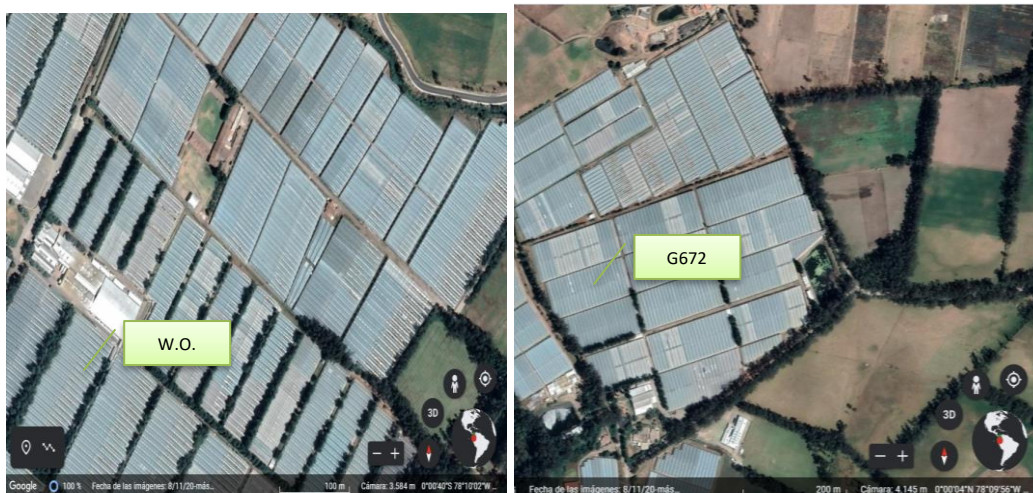 W.O.
3D
Google
100 %
Fecha de las imágenes: 8/11/20-más...
100 m
Cámara: 3.584 m
0°00'40"S 78°10'02"W
G672
3D
Fecha de las imágenes: 8/11/20-más...
200 m
Cámara: 4.145 m
0°00'04"N 78°09'56"W